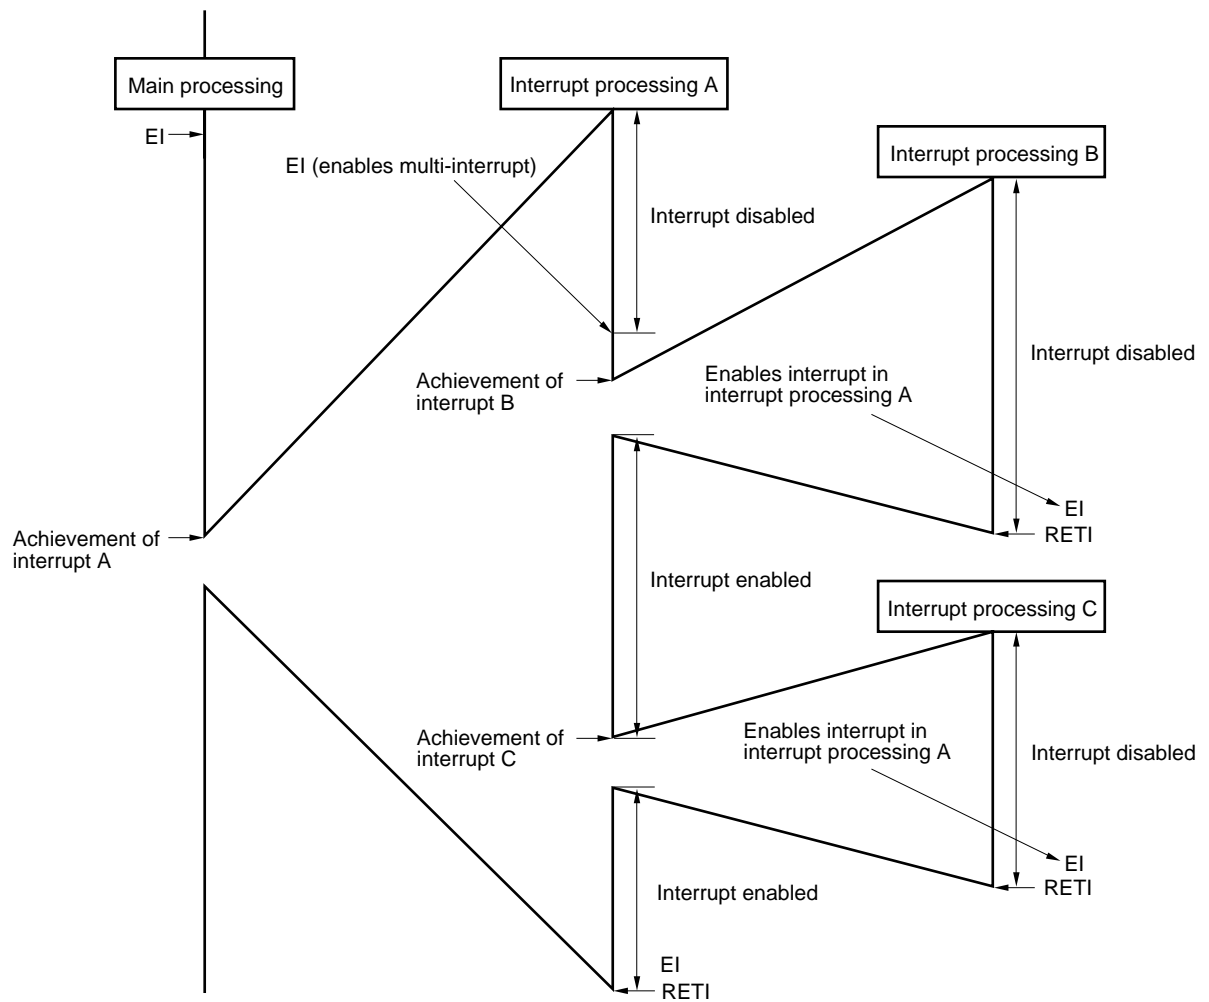 Main processing
Interrupt processing A
EI
Interrupt processing B
EI (enables multi-interrupt)
Interrupt disabled
Interrupt disabled
Achievement of
interrupt B
Enables interrupt in
interrupt processing A
EI
RETI
Achievement of
interrupt A
Interrupt enabled
Interrupt processing C
Achievement of
interrupt C
Enables interrupt in
interrupt processing A
Interrupt disabled
EI
RETI
Interrupt enabled
EI
RETI